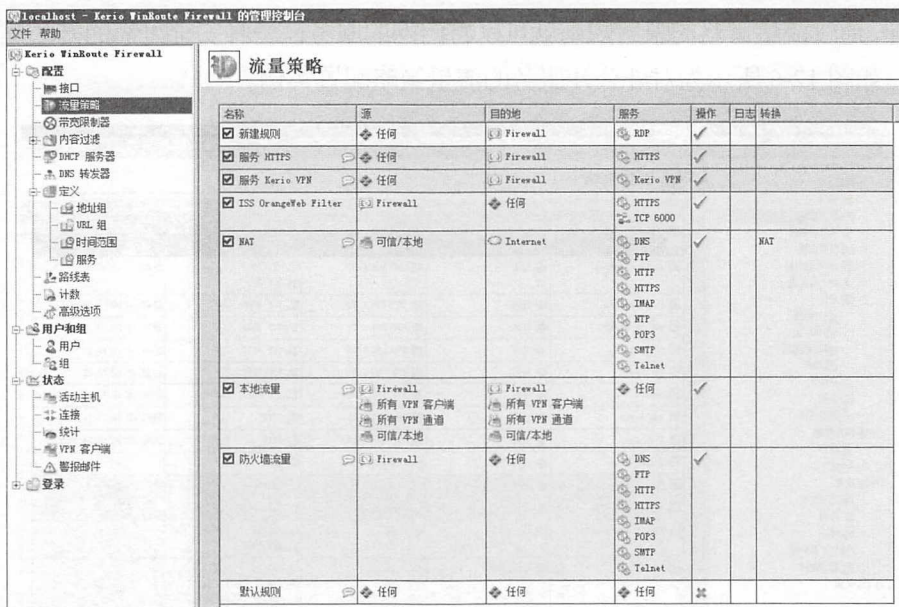 localhost - Kerio WinRoute Firewall 的管理控制台
文件 帮助
Kerio WinRoute Firewall
配置
接口
流量策略
带宽限制器
内容过滤
DHCP 服务器
DNS 转发器
定义
地址组
URL 组
时间范围
服务
路线表
计数
高级选项
用户和组
用户
组
状态
活动主机
连接
统计
VPN 客户端
警报邮件
登录
流量策略
名称 源 目的地 服务 操作 日志 转换
新建规则 任何 Firewall RDP
服务 HTTPS 任何 Firewall HTTPS
服务 Kerio VPN 任何 Firewall Kerio VPN
ISS OrangeWeb Filter Firewall 任何 HTTPS
TCP 6000
NAT 可信/本地 Internet DNS NAT
FTP
HTTP
HTTPS
IMAP
NTP
POP3
SMTP
Telnet
本地流量 Firewall Firewall 任何
所有 VPN 客户端 所有 VPN 客户端
所有 VPN 通道 所有 VPN 通道
可信/本地 可信/本地
防火墙流量 Firewall 任何 DNS
FTP
HTTP
HTTPS
IMAP
POP3
SMTP
Telnet
默认规则 任何 任何 任何